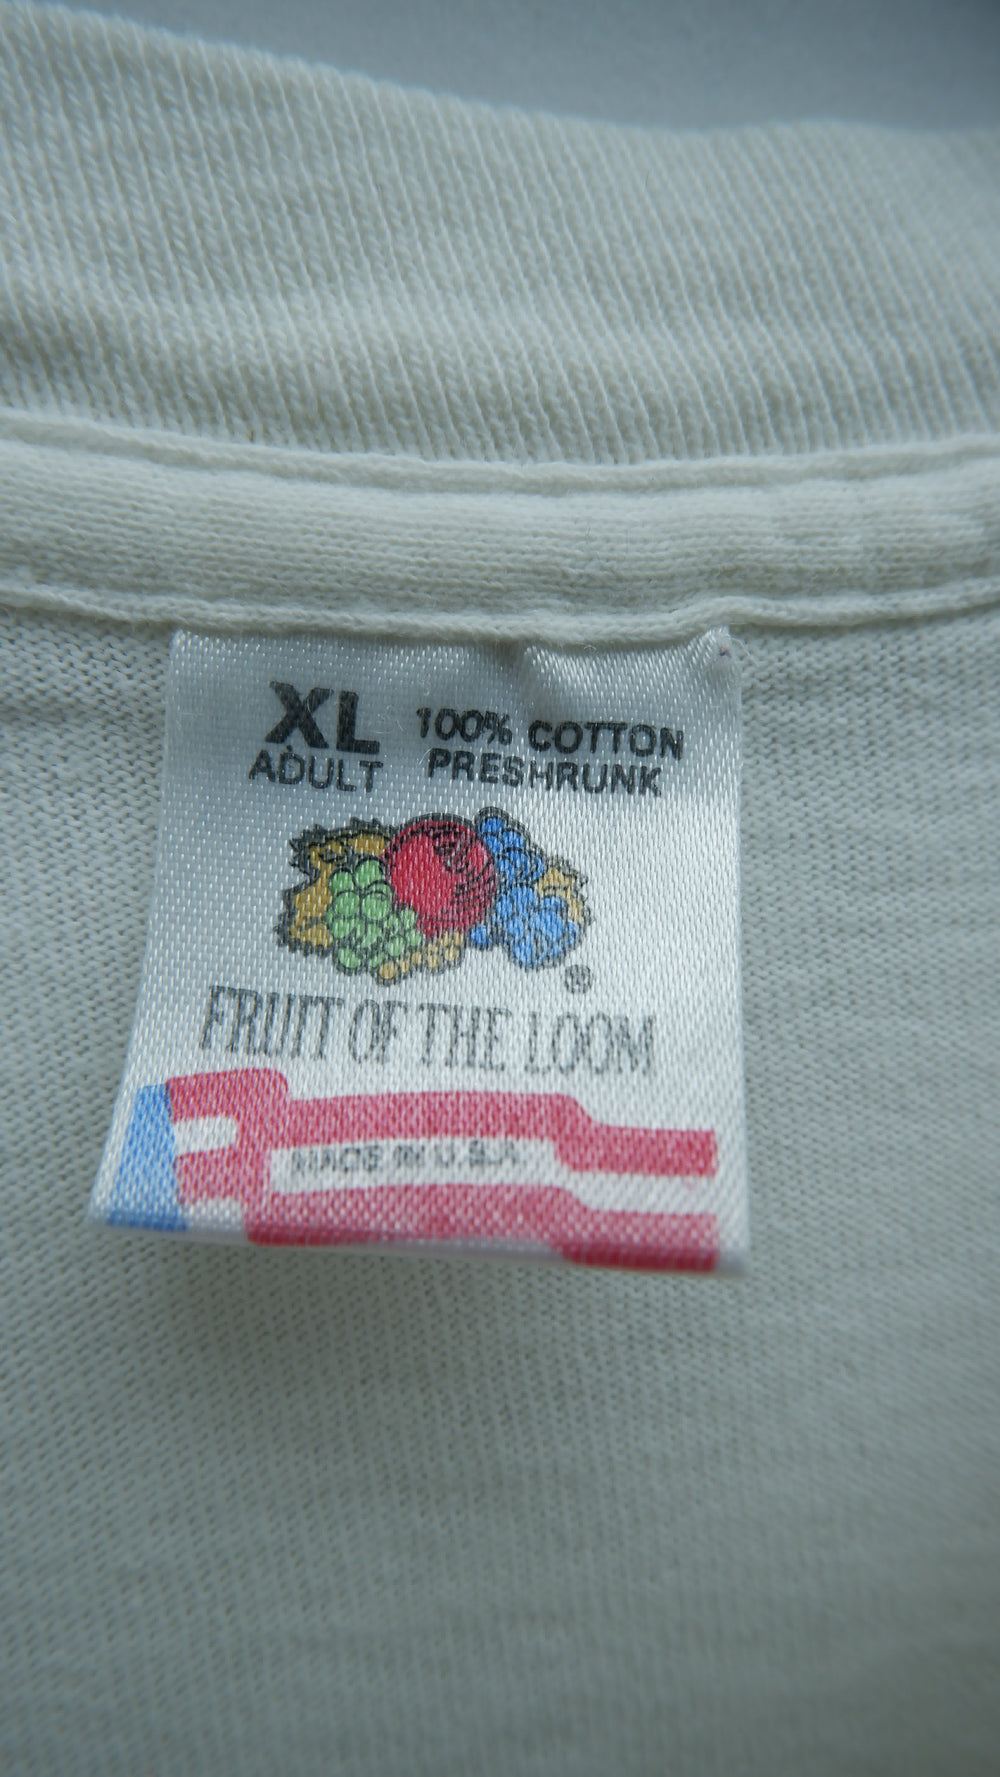 XL 100% COTTON
ADULT PRESHRUNK
®
FRUIT OF THE LOOM
MADE IN U.S.A.